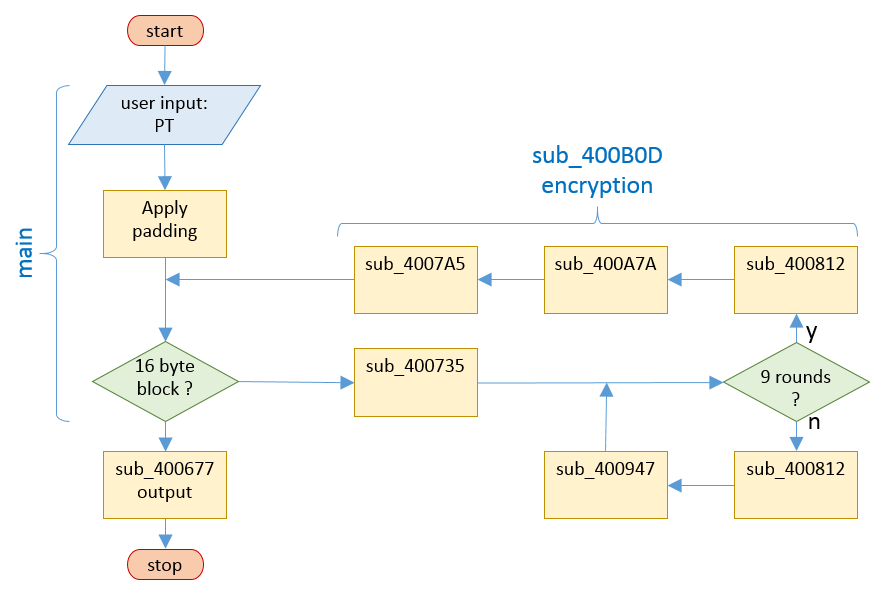 start
user input:
PT
sub_400B0D
encryption
Apply
padding
main
sub_4007A5
sub_400A7A
sub_400812
y
16 byte
block ?
sub_400735
9 rounds
?
n
sub_400677
output
sub_400947
sub_400812
stop